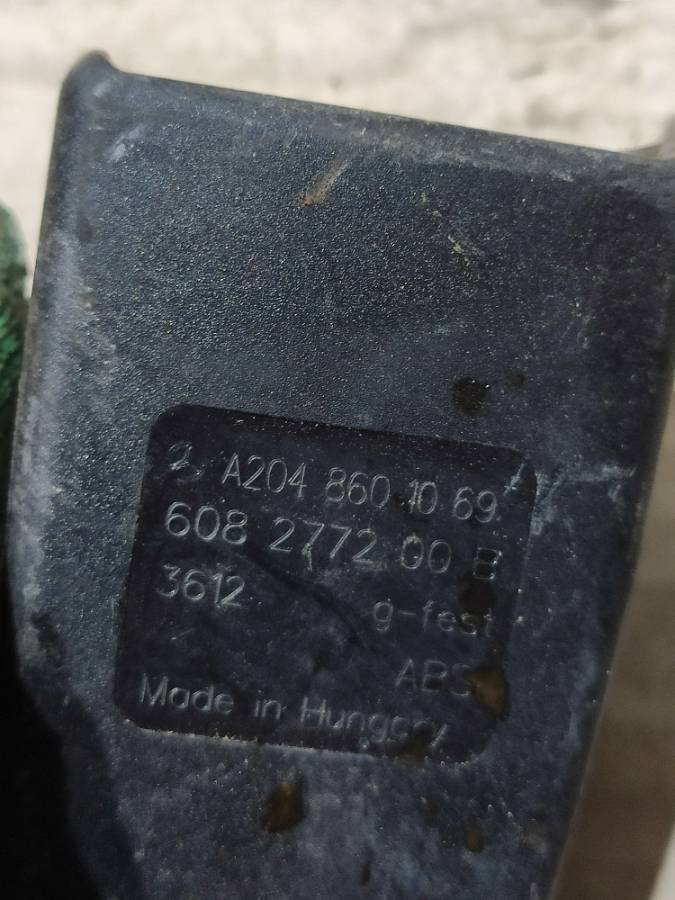 A204 860 10 69
608 2772 00 B
3612 g-fest
ABS
Made in Hungary